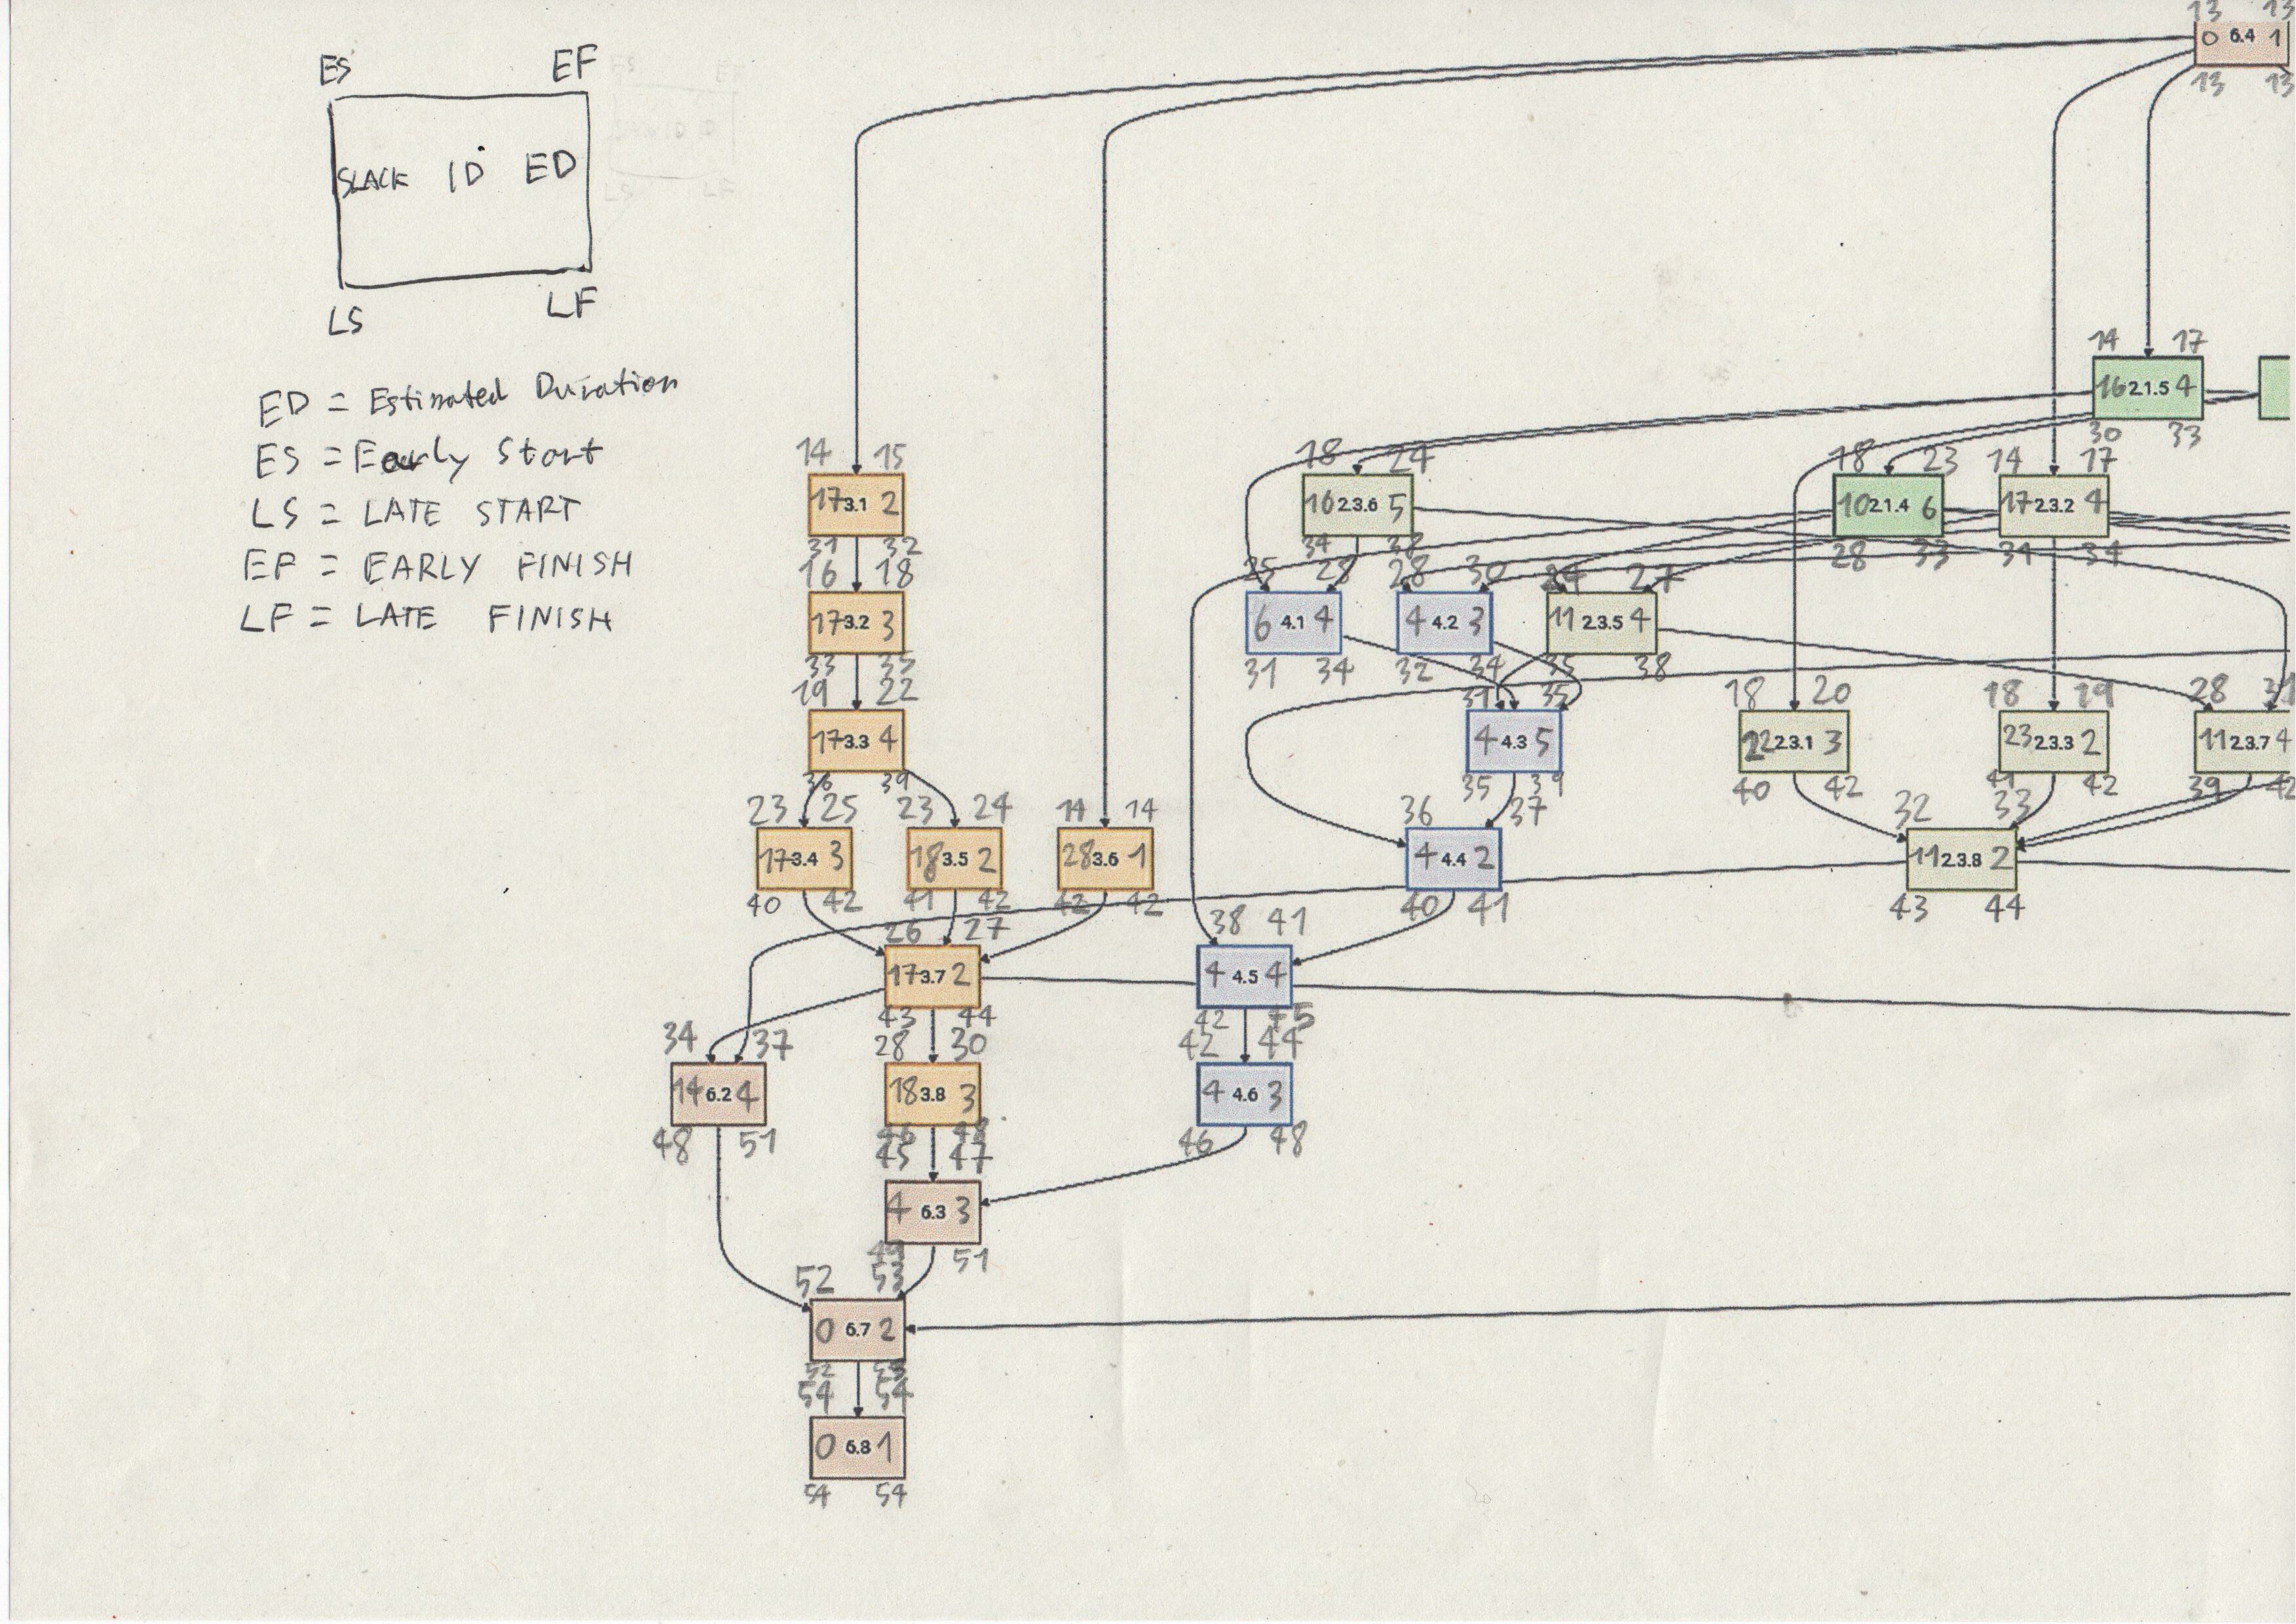 13 13
0 6.4 1
13 13
ES EF
SLACK ID ED
LS LF
ED = Estimated Duration
ES = Early Start
LS = LATE START
EF = EARLY FINISH
LF = LATE FINISH
14 17
16 2.1.5 4
30 33
14 15
17 3.1 2
31 32
18 24
16 2.3.6 5
34 38
18 23
10 2.1.4 6
28 33
14 17
17 2.3.2 4
31 34
16 18
17 3.2 3
33 35
25 28
6 4.1 4
31 34
28 30
4 4.2 3
32 34
24 27
11 2.3.5 4
35 38
19 22
17 3.3 4
36 39
31 35
4 4.3 5
35 39
18 20
22 2.3.1 3
40 42
18 19
23 2.3.3 2
41 42
28 31
11 2.3.7 4
39 42
23 25
17 3.4 3
40 42
23 24
18 3.5 2
41 42
14 14
28 3.6 1
42 42
36 37
4 4.4 2
40 41
32 33
11 2.3.8 2
43 44
26 27
17 3.7 2
43 44
38 41
4 4.5 4
42 45
34 37
14 6.2 4
48 51
28 30
18 3.8 3
46 48
42 44
4 4.6 3
46 48
45 47
4 6.3 3
49 51
52 53
0 6.7 2
52 53
54 54
0 6.8 1
54 54